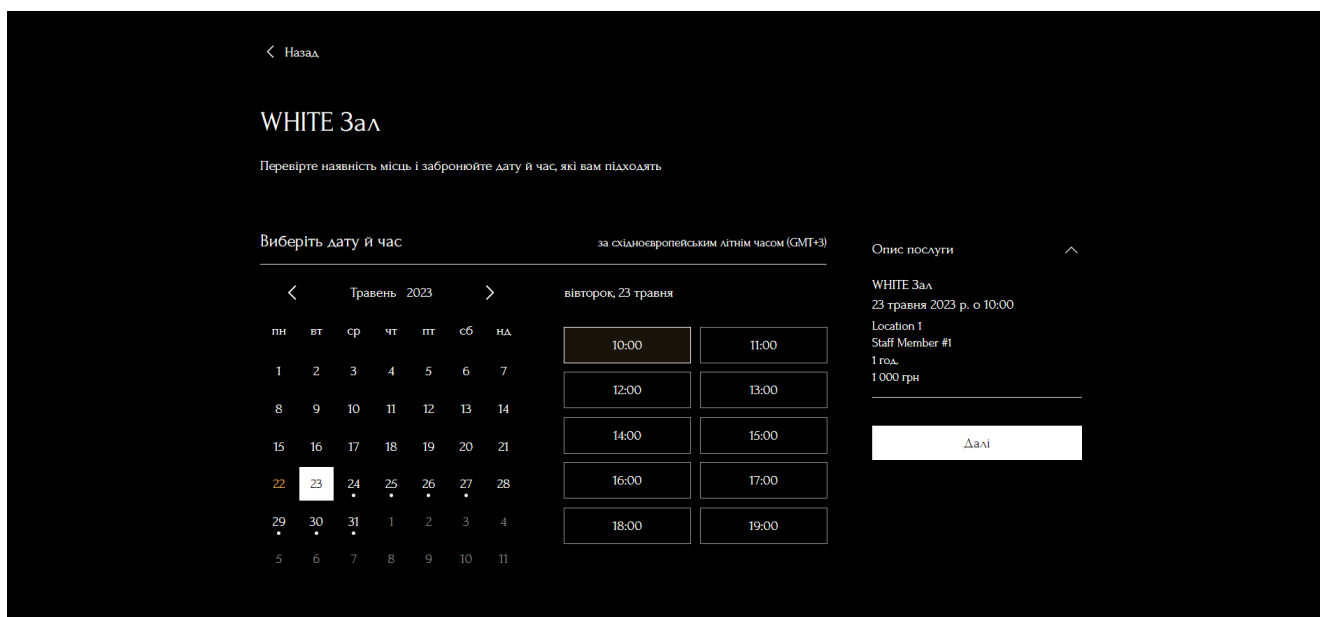 Назад
WHITE Зал
Перевірте наявність місць і забронюйте дату й час, які вам підходять
Виберіть дату й час
за східноєвропейським літнім часом (GMT+3)
Травень 2023
пн вт ср чт пт сб нд
1 2 3 4 5 6 7
8 9 10 11 12 13 14
15 16 17 18 19 20 21
22 23 24 25 26 27 28
29 30 31 1 2 3 4
5 6 7 8 9 10 11
вівторок, 23 травня
10:00 11:00
12:00 13:00
14:00 15:00
16:00 17:00
18:00 19:00
Опис послуги
WHITE Зал
23 травня 2023 р. о 10:00
Location 1
Staff Member #1
1 год.
1 000 грн
Далі